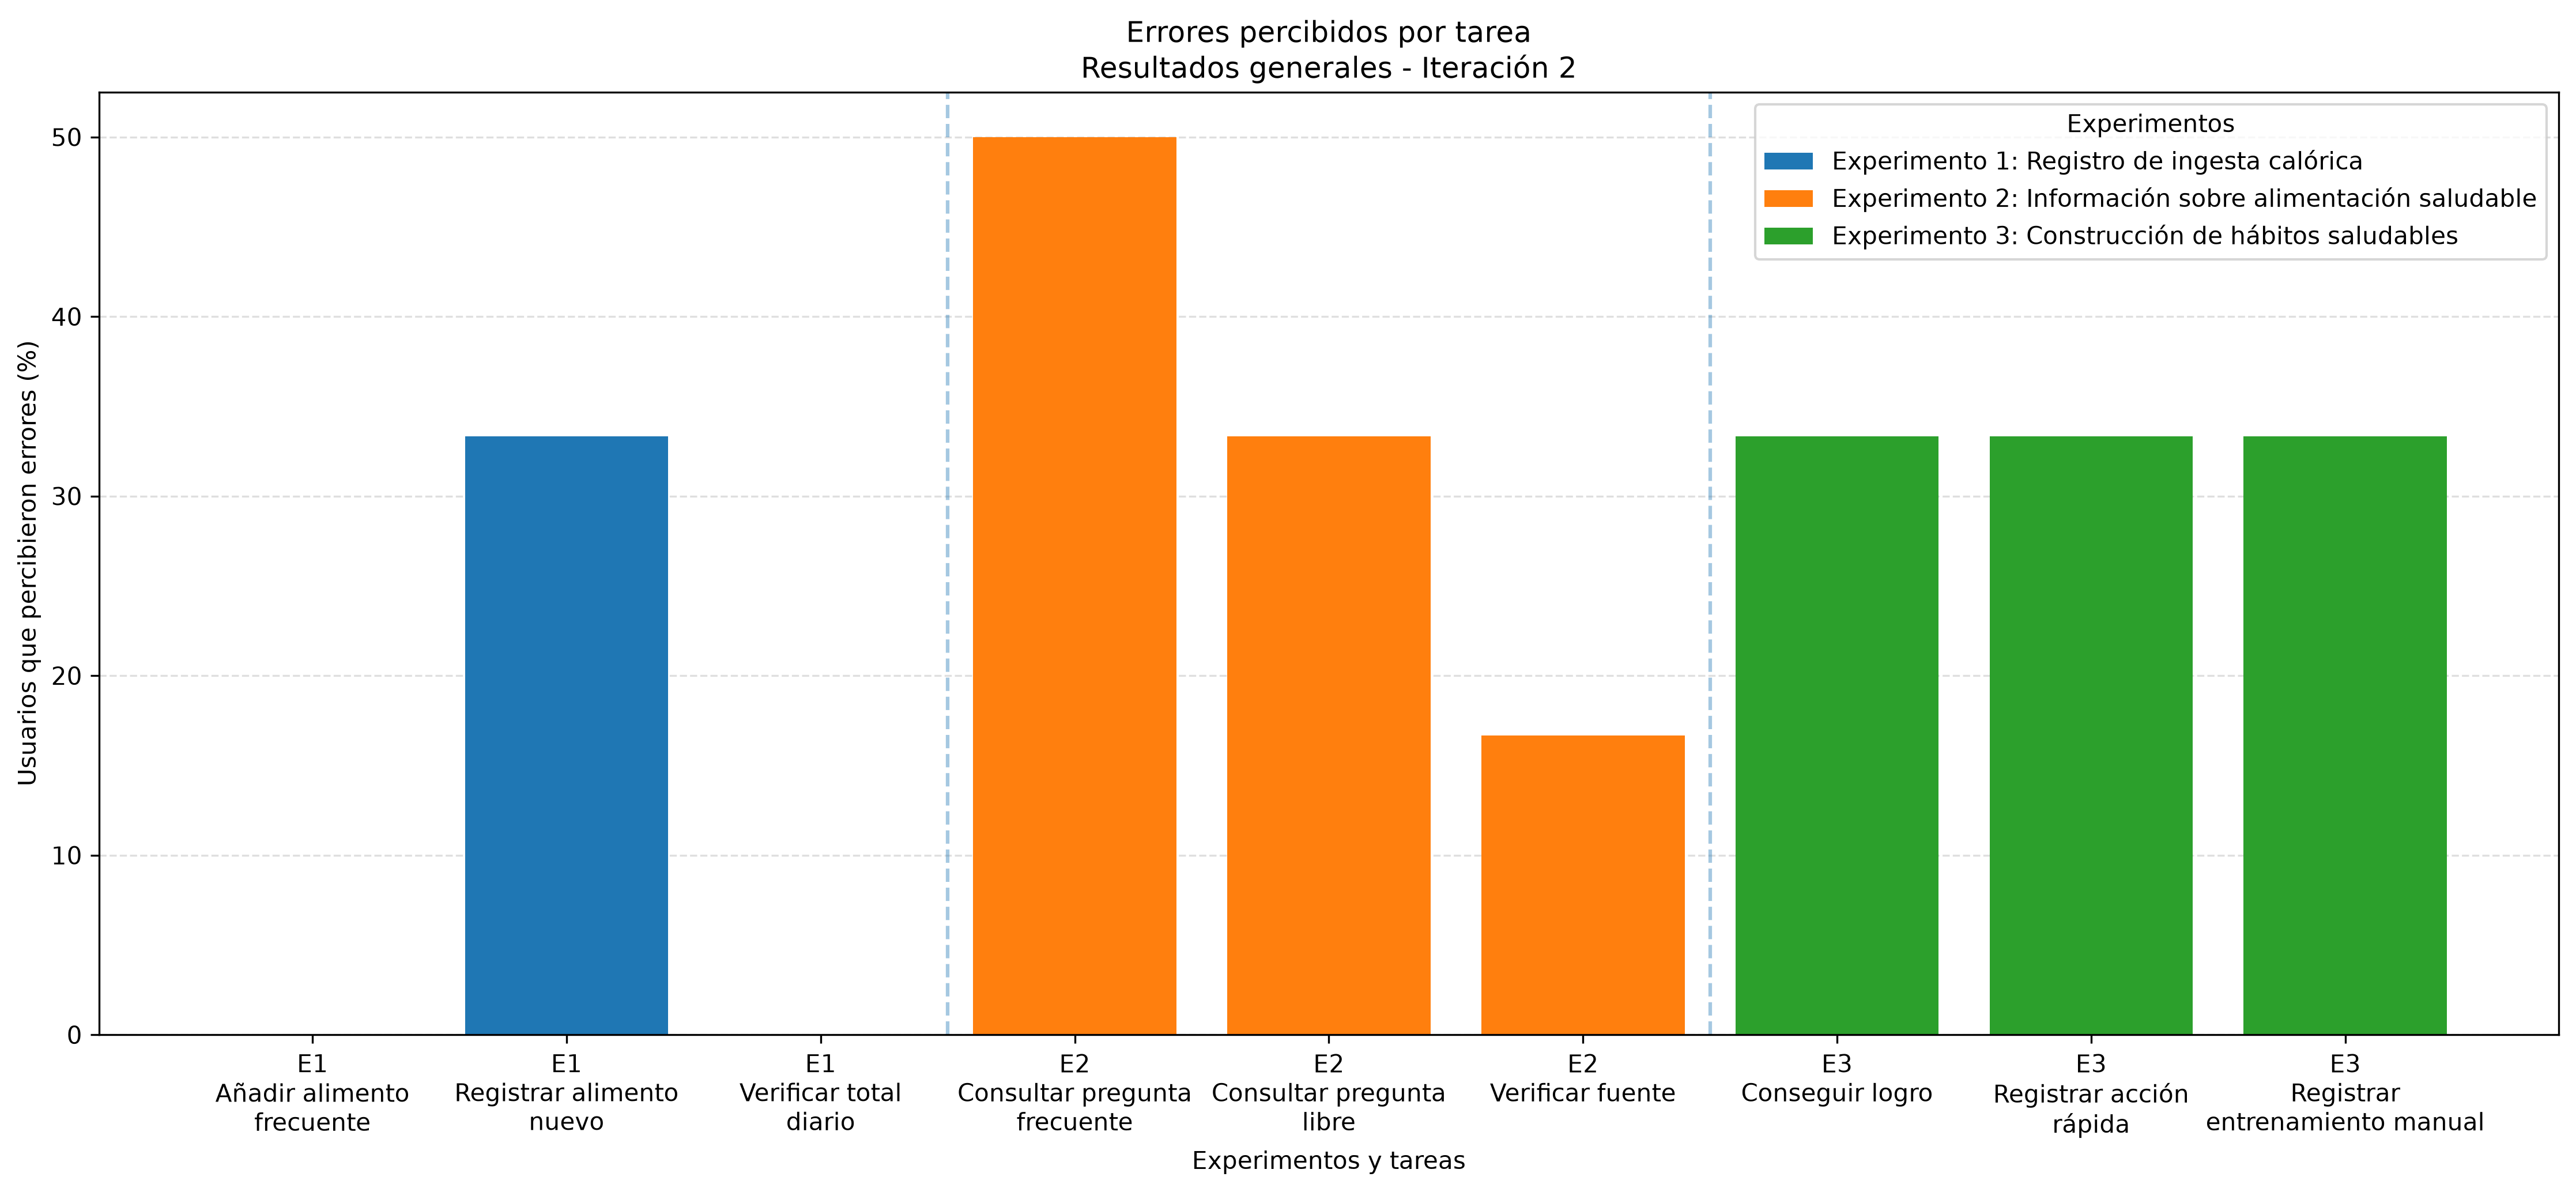 Errores percibidos por tarea
Resultados generales - Iteración 2
Usuarios que percibieron errores (%)
50
40
30
20
10
0
Experimentos
Experimento 1: Registro de ingesta calórica
Experimento 2: Información sobre alimentación saludable
Experimento 3: Construcción de hábitos saludables
E1
Añadir alimento
frecuente
E1
Registrar alimento
nuevo
E1
Verificar total
diario
E2
Consultar pregunta
frecuente
E2
Consultar pregunta
libre
E2
Verificar fuente
E3
Conseguir logro
E3
Registrar acción
rápida
E3
Registrar
entrenamiento manual
Experimentos y tareas